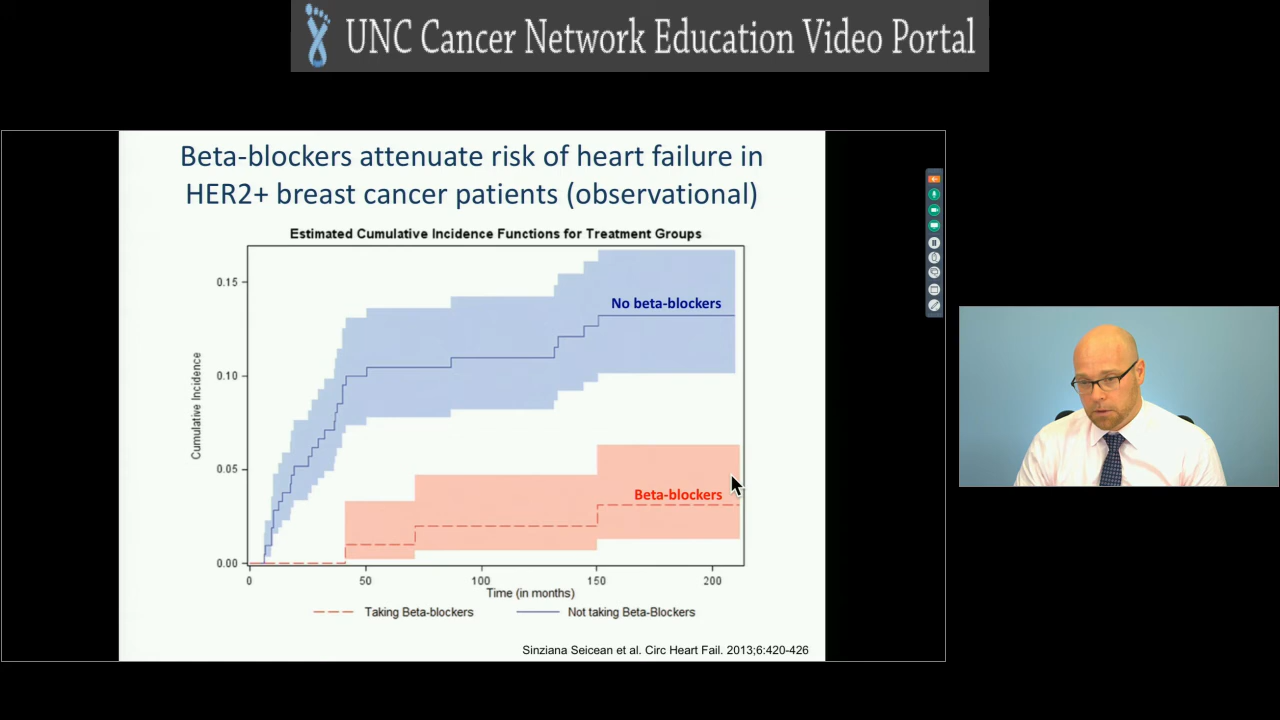 UNC Cancer Network Education Video Portal
Beta-blockers attenuate risk of heart failure in
HER2+ breast cancer patients (observational)
Estimated Cumulative Incidence Functions for Treatment Groups
Cumulative Incidence
0.15
0.10
0.05
0.00
No beta-blockers
Beta-blockers
0 50 100 150 200
Time (in months)
Taking Beta-blockers Not taking Beta-Blockers
Sinziana Seicean et al. Circ Heart Fail. 2013;6:420-426